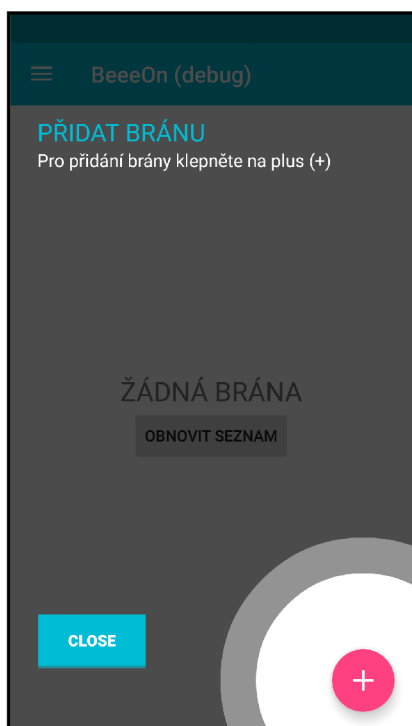 BeeeOn (debug)
PŘIDAT BRÁNU
Pro přidání brány klepněte na plus (+)
ŽÁDNÁ BRÁNA
OBNOVIT SEZNAM
CLOSE
+